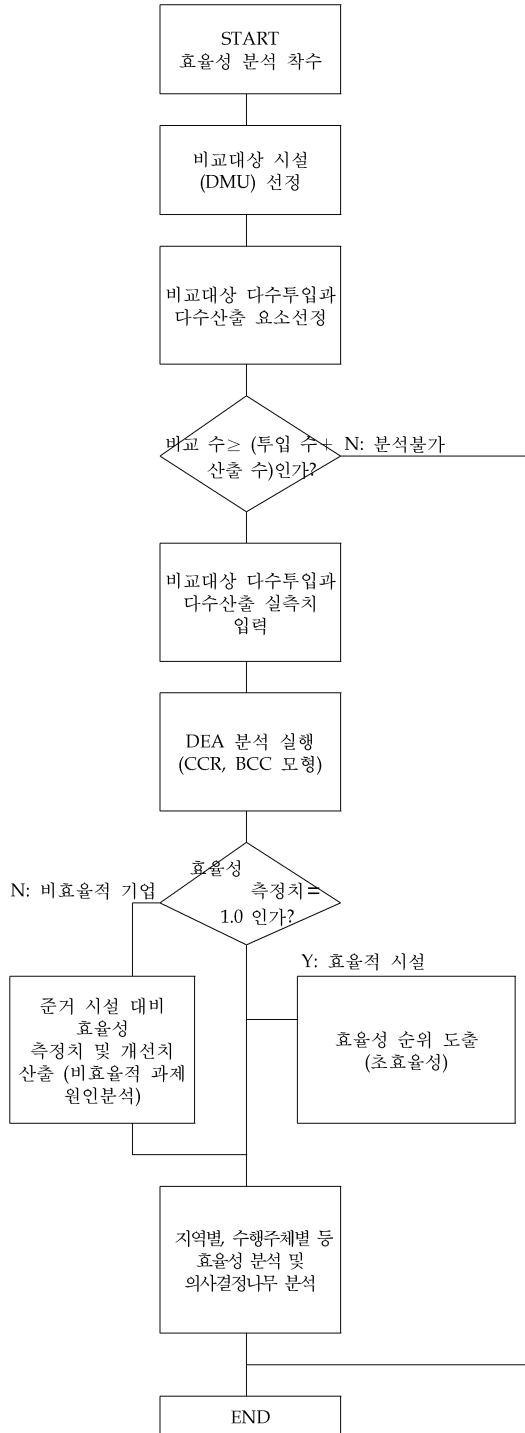 START
효율성 분석 착수
비교대상 시설
(DMU) 선정
비교대상 다수투입과
다수산출 요소선정
비교 수≥ (투입 수+
산출 수)인가?
N: 분석불가
비교대상 다수투입과
다수산출 실측치
입력
DEA 분석 실행
(CCR, BCC 모형)
효율성
측정치=
1.0 인가?
N: 비효율적 기업
Y: 효율적 시설
준거 시설 대비
효율성
측정치 및 개선치
산출 (비효율적 과제
원인분석)
효율성 순위 도출
(초효율성)
지역별, 수행주체별 등
효율성 분석 및
의사결정나무 분석
END